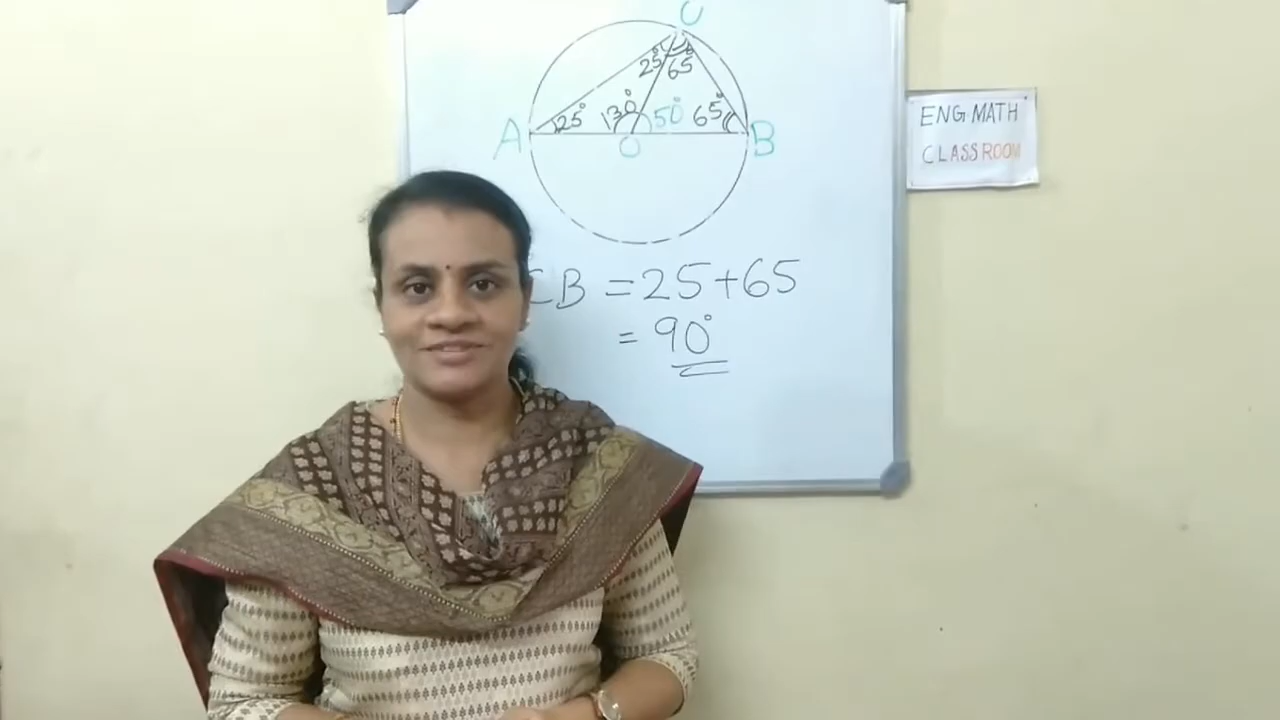 C
25° 65
25° 130° 50° 65°
A O B
CB = 25+65
= 90°
ENG MATH
CLASSROOM